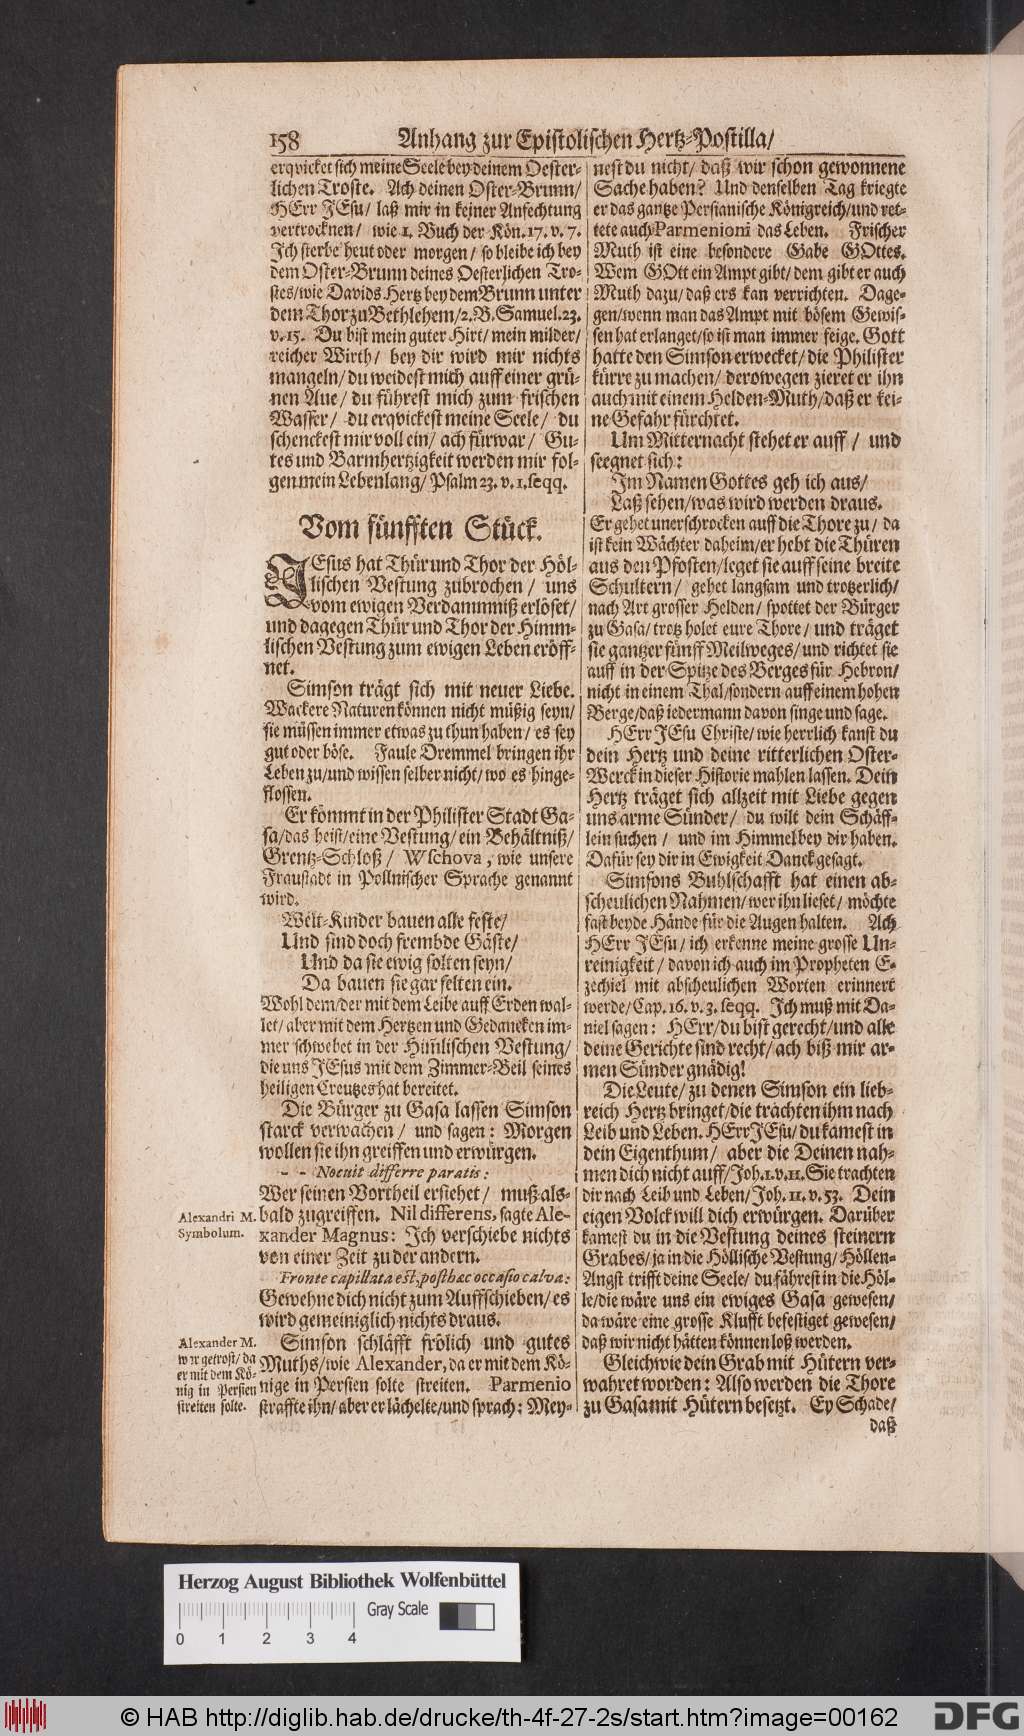 158 Anhang zur Epistolischen Hertz-Postilla/
erqvicket sich meine Seele bey deinem Oester-
lichen Troste. Ach deinen Oster-Brunn/
HErr JEsu/ laß mir in keiner Anfechtung
vertrocknen/ wie 1. Buch der Kön. 17. v. 7.
Ich sterbe heut oder morgen/ so bleibe ich bey
dem Oster-Brunn deines Oesterlichen Tro-
stes/ wie Davids Hertz bey dem Brunn unter
dem Thor zu Bethlehem/ 2. B. Samuel. 23.
v. 15. Du bist mein guter Hirt/ mein milder/
reicher Wirth/ bey dir wird mir nichts
mangeln/ du weidest mich auff einer grü-
nen Aue/ du führest mich zum frischen
Wasser/ du erqvickest meine Seele/ du
schenckest mir voll ein/ ach fürwar/ Gu-
tes und Barmhertzigkeit werden mir fol-
gen mein Lebenlang/ Psalm 23. v. 1. seqq.
Vom fünfften Stück.
JEsus hat Thür und Thor der Höl-
lischen Vestung zubrochen/ uns
vom ewigen Verdammniß erlöset/
und dagegen Thür und Thor der Himm-
lischen Vestung zum ewigen Leben eröff-
net.
Simson trägt sich mit neuer Liebe.
Wackere Naturen können nicht müßig seyn/
sie müssen immer etwas zu thun haben/ es sey
gut oder böse. Faule Dremmel bringen ihr
Leben zu/ und wissen selber nicht/ wo es hinge-
flossen.
Er kömmt in der Philister Stadt Ga-
sa/ das heist/ eine Vestung/ ein Behältniß/
Grentz-Schloß/ Wschova, wie unsere
Fraustadt in Pollnischer Sprache genannt
wird.
Welt-Kinder bauen alle feste/
Und sind doch frembde Gäste/
Und da sie ewig solten seyn/
Da bauen sie gar selten ein.
Wohl dem/ der mit dem Leibe auff Erden wal-
let/ aber mit dem Hertzen und Gedancken im-
mer schwebet in der Him̃lischen Vestung/
die uns JEsus mit dem Zimmer-Beil seines
heiligen Creutzes hat bereitet.
Die Bürger zu Gasa lassen Simson
starck verwachen/ und sagen: Morgen
wollen sie ihn greiffen und erwürgen.
- - Nocuit differre paratis:
Wer seinen Vortheil ersiehet/ muß als-
bald zugreiffen. Nil differens, sagte Ale-
xander Magnus: Ich verschiebe nichts
von einer Zeit zu der andern.
Fronte capillata est, post hæc occasio calva:
Gewehne dich nicht zum Auffschieben/ es
wird gemeiniglich nichts draus.
Simson schläfft frölich und gutes
Muths/ wie Alexander, da er mit dem Kö-
nige in Persien solte streiten. Parmenio
straffte ihn/ aber er lächelte/ und sprach: Mey-
Alexandri M.
Symbolum.
Alexander M.
war getrost/ da
er mit dem Kö-
nig in Persien
streiten solte.
nest du nicht/ daß wir schon gewonnene
Sache haben? Und denselben Tag kriegte
er das gantze Persianische Königreich/ und ret-
tete auch Parmenioni das Leben. Frischer
Muth ist eine besondere Gabe GOttes.
Wem GOtt ein Ampt gibt/ dem gibt er auch
Muth dazu/ daß ers kan verrichten. Dage-
gen/ wenn man das Ampt mit bösem Gewis-
sen hat erlanget/ so ist man immer feige. Gott
hatte den Simson erwecket/ die Philister
kürre zu machen/ derowegen zieret er ihn
auch mit einem Helden-Muth/ daß er kei-
ne Gefahr fürchtet.
Um Mitternacht stehet er auff/ und
seegnet sich:
Im Namen Gottes geh ich aus/
Laß sehen/ was wird werden draus.
Er gehet unerschrocken auff die Thore zu/ da
ist kein Wächter daheim/ er hebt die Thüren
aus den Pfosten/ leget sie auff seine breite
Schultern/ gehet langsam und trotzerlich/
nach Art grosser Helden/ spottet der Bürger
zu Gasa/ trotz holet eure Thore/ und träget
sie gantzer fünff Meilweges/ und richtet sie
auff in der Spitze des Berges für Hebron/
nicht in einem Thal/ sondern auff einem hohen
Berge/ daß iedermann davon singe und sage.
HErr JEsu Christe/ wie herrlich kanst du
dein Hertz und deine ritterlichen Oster-
Werck in dieser Historie mahlen lassen. Dein
Hertz träget sich allzeit mit Liebe gegen
uns arme Sünder/ du wilt dein Schäff-
lein suchen/ und im Himmel bey dir haben.
Dafür sey dir in Ewigkeit Danck gesagt.
Simsons Buhlschafft hat einen ab-
scheulichen Nahmen/ wer ihn lieset/ möchte
fast beyde Hände für die Augen halten. Ach
HErr JEsu/ ich erkenne meine grosse Un-
reinigkeit/ davon ich auch im Propheten E-
zechiel mit abscheulichen Worten erinnert
werde/ Cap. 16. v. 3. seqq. Ich muß mit Da-
niel sagen: HErr/ du bist gerecht/ und alle
deine Gerichte sind recht/ ach biß mir ar-
men Sünder gnädig!
Die Leute/ zu denen Simson ein lieb-
reich Hertz bringet/ die trachten ihm nach
Leib und Leben. HErr JEsu/ du kamest in
dein Eigenthum/ aber die Deinen nah-
men dich nicht auff/ Joh. 1. v. 11. Sie trachten
dir nach Leib und Leben/ Joh. 11. v. 53. Dein
eigen Volck will dich erwürgen. Darüber
kamest du in die Vestung deines steinern
Grabes/ ja in die Höllische Vestung/ Höllen-
Angst trifft deine Seele/ du fährest in die Höl-
le/ die wäre uns ein ewiges Gasa gewesen/
da wäre eine grosse Klufft befestiget gewesen/
daß wir nicht hätten können loß werden.
Gleichwie dein Grab mit Hütern ver-
wahret worden: Also werden die Thore
zu Gasa mit Hütern besetzt. Ey Schade/
daß
Herzog August Bibliothek Wolfenbüttel
Gray Scale
0 1 2 3 4
© HAB http://diglib.hab.de/drucke/th-4f-27-2s/start.htm?image=00162
DFG